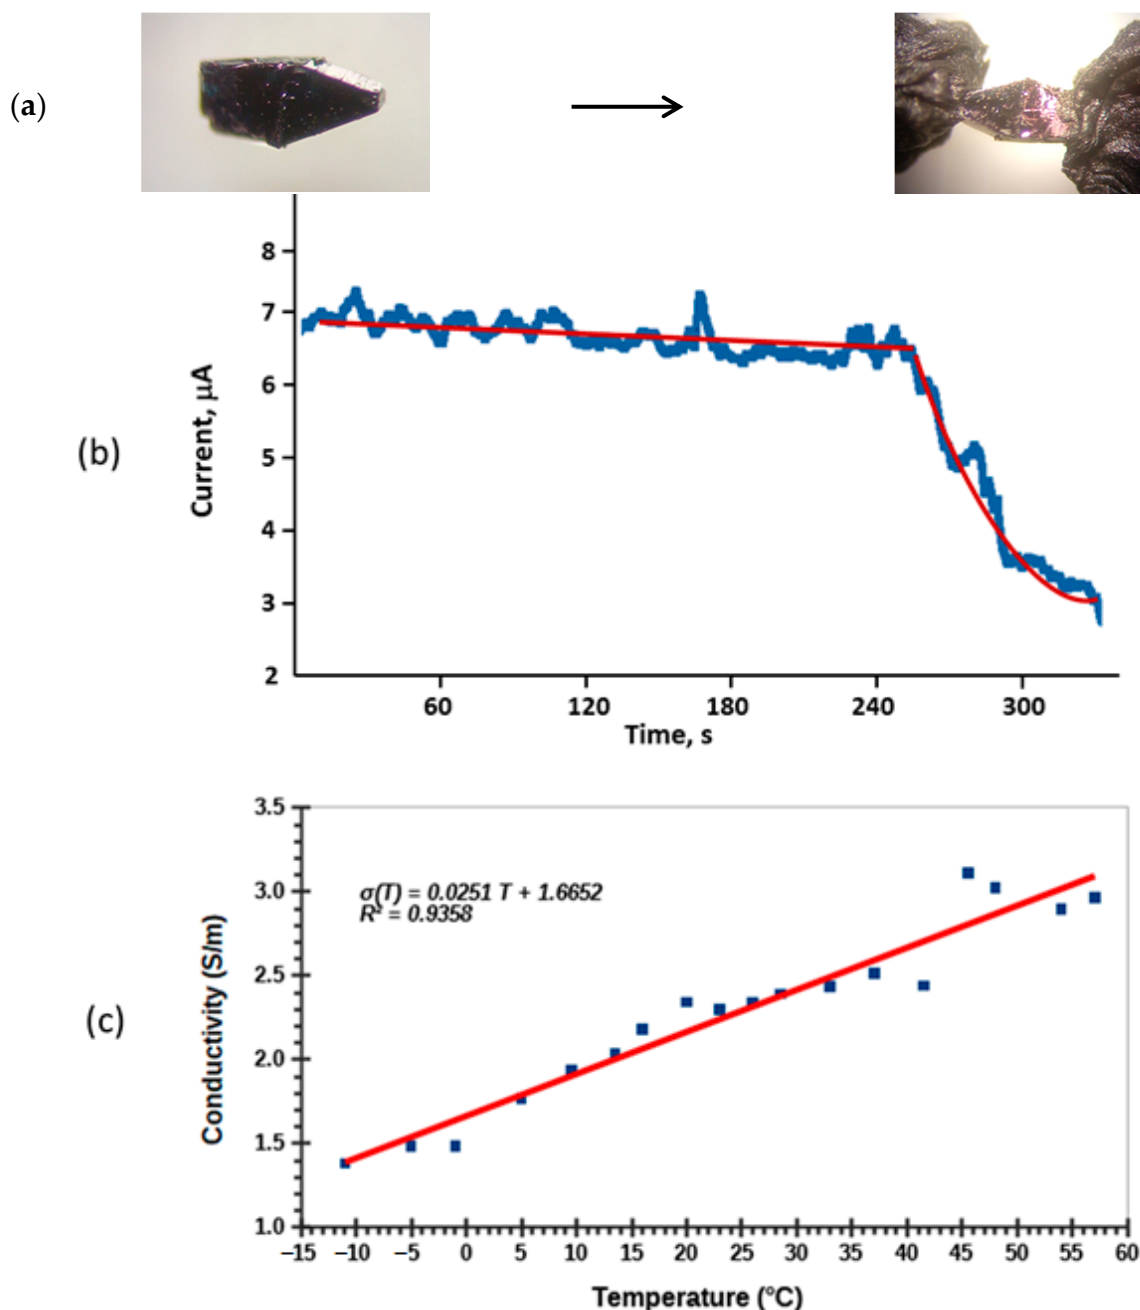 (a)
(b)
Current, μA
8
7
6
5
4
3
2
60 120 180 240 300
Time, s
(c)
Conductivity (S/m)
3.5
3.0
2.5
2.0
1.5
1.0
σ(T) = 0.0251 T + 1.6652
R² = 0.9358
−15 −10 −5 0 5 10 15 20 25 30 35 40 45 50 55 60
Temperature (°C)